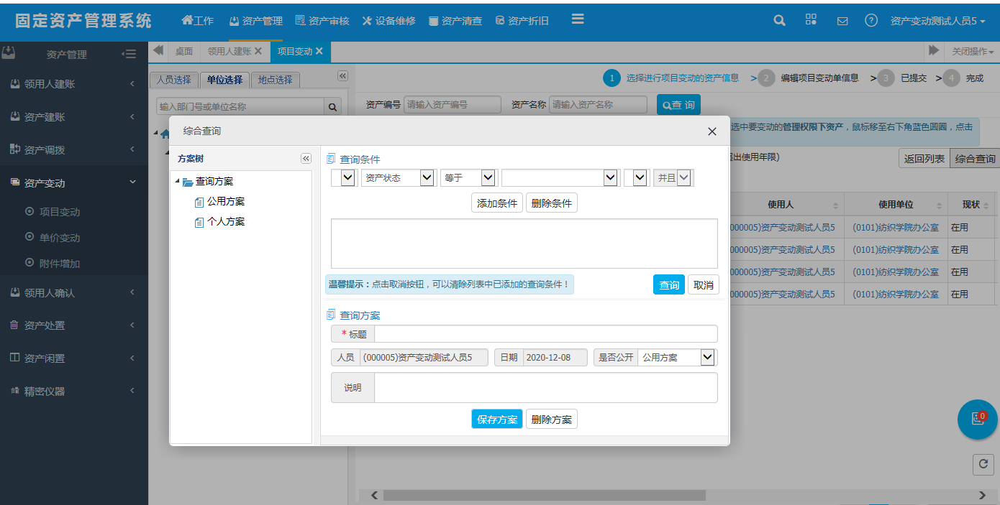 固定资产管理系统
工作 资产管理 资产审核 设备维修 资产清查 资产折旧
资产变动测试人员5
资产管理
领用人建账
资产建账
资产调拨
资产变动
项目变动
单价变动
附件增加
领用人确认
资产处置
资产闲置
精密仪器
桌面 领用人建账 项目变动 关闭操作
人员选择 单位选择 地点选择
输入部门号或单位名称
1 选择进行项目变动的资产信息 > 2 编辑项目变动单信息 > 3 已提交 > 4 完成
资产编号 请输入资产编号 资产名称 请输入资产名称 查 询
选中要变动的管理权限下资产，鼠标移至右下角蓝色圆圈，点击
出使用年限)
返回列表 综合查询
使用人 使用单位 现状
000005)资产变动测试人员5 (0101)纺织学院办公室 在用
000005)资产变动测试人员5 (0101)纺织学院办公室 在用
000005)资产变动测试人员5 (0101)纺织学院办公室 在用
000005)资产变动测试人员5 (0101)纺织学院办公室 在用
0
综合查询
方案树
查询方案
公用方案
个人方案
查询条件
资产状态 等于 并且
添加条件 删除条件
温馨提示：点击取消按钮，可以清除列表中已添加的查询条件！
查询 取消
查询方案
* 标题
人员 (000005)资产变动测试人员5 日期 2020-12-08 是否公开 公用方案
说明
保存方案 删除方案